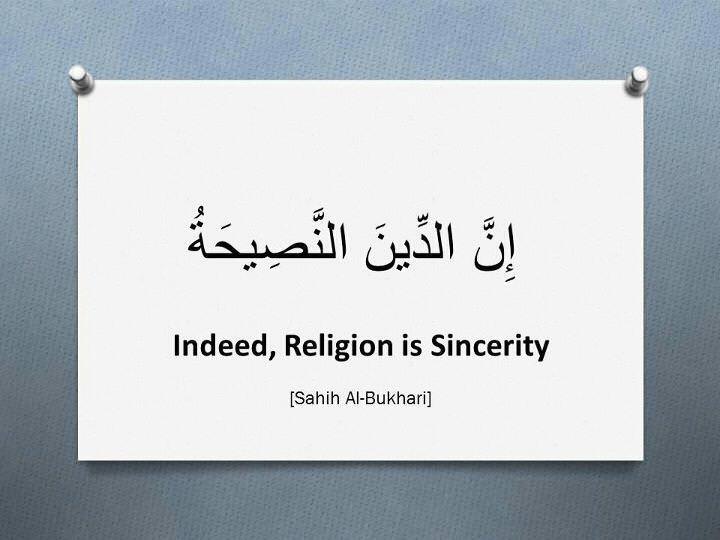 إِنَّ الدِّينَ النَّصِيحَةُ
Indeed, Religion is Sincerity
[Sahih Al-Bukhari]